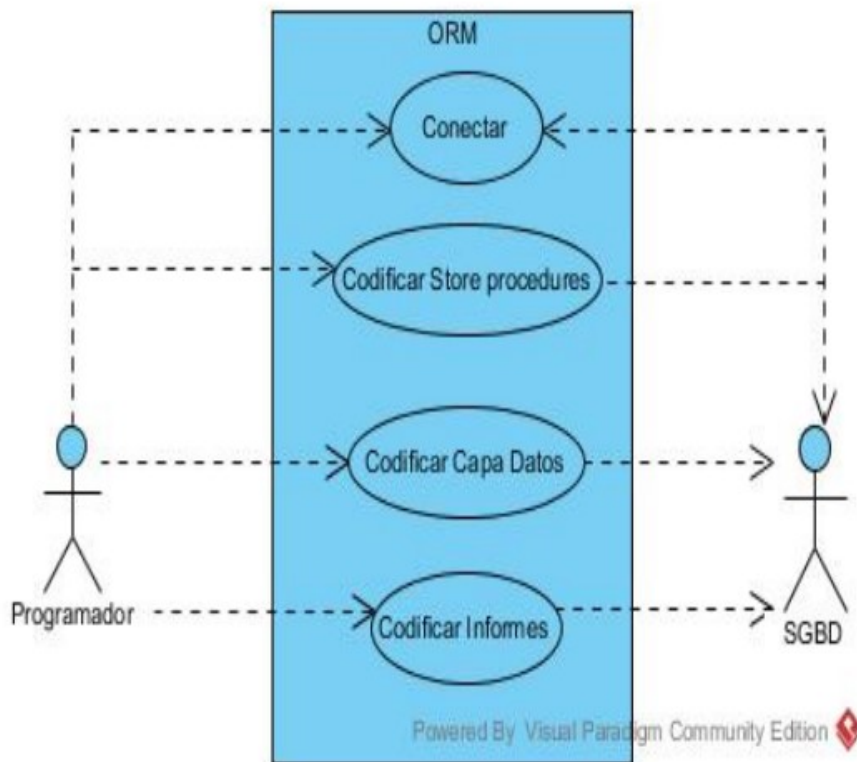 ORM
Conectar
Codificar Store procedures
Codificar Capa Datos
Codificar Informes
Programador
SGBD
Powered By Visual Paradigm Community Edition